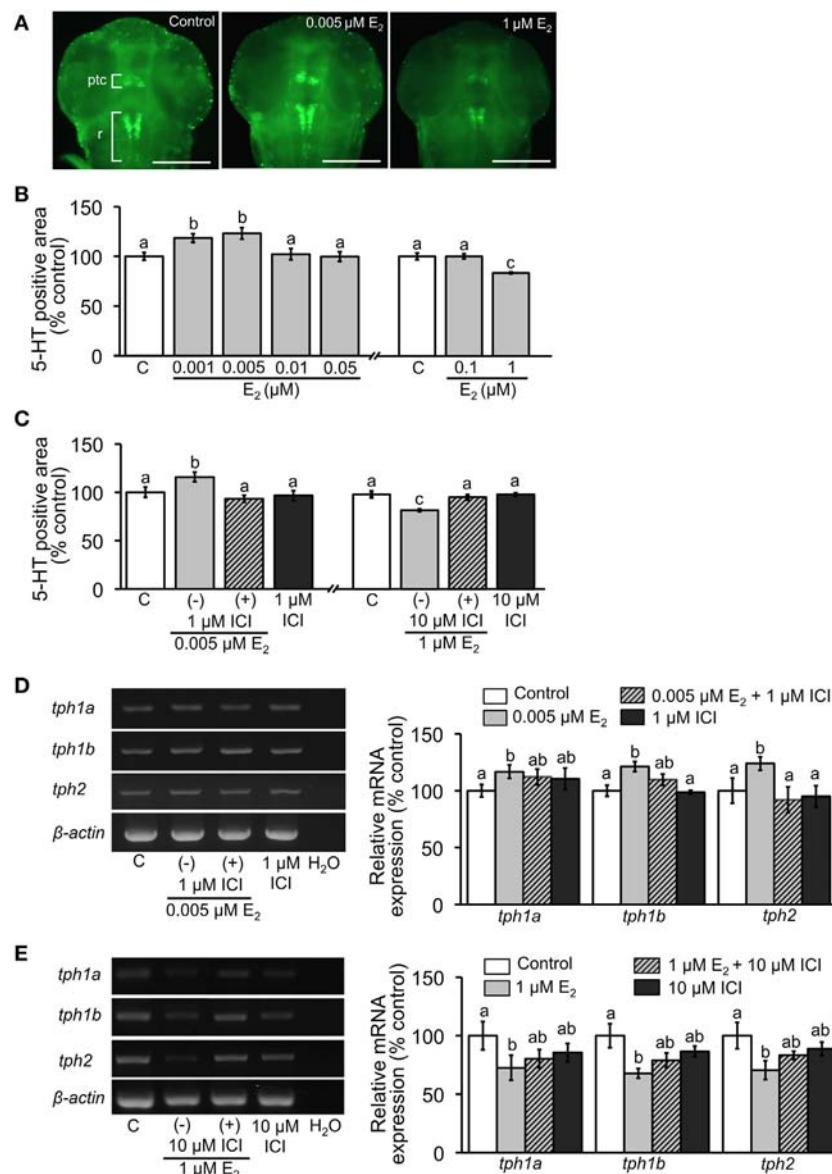 A
Control
0.005 µM E₂
1 µM E₂
ptc
r
B
5-HT positive area
(% control)
150
100
50
0
a b b a a a a c
C 0.001 0.005 0.01 0.05 C 0.1 1
E₂ (µM) E₂ (µM)
C
5-HT positive area
(% control)
150
100
50
0
a b a a a c a a
C (-) (+) 1 µM C (-) (+) 10 µM
1 µM ICI ICI 10 µM ICI ICI
0.005 µM E₂ 1 µM E₂
D
tph1a
tph1b
tph2
β-actin
C (-) (+) 1 µM H₂O
1 µM ICI ICI
0.005 µM E₂
Control 0.005 µM E₂ + 1 µM ICI
0.005 µM E₂ 1 µM ICI
Relative mRNA
expression (% control)
150
100
50
0
a b ab ab a b ab a a b a a
tph1a tph1b tph2
E
tph1a
tph1b
tph2
β-actin
C (-) (+) 10 µM H₂O
10 µM ICI ICI
1 µM E₂
Control 1 µM E₂ + 10 µM ICI
1 µM E₂ 10 µM ICI
Relative mRNA
expression (% control)
150
100
50
0
a b ab ab a b ab ab a b ab ab
tph1a tph1b tph2